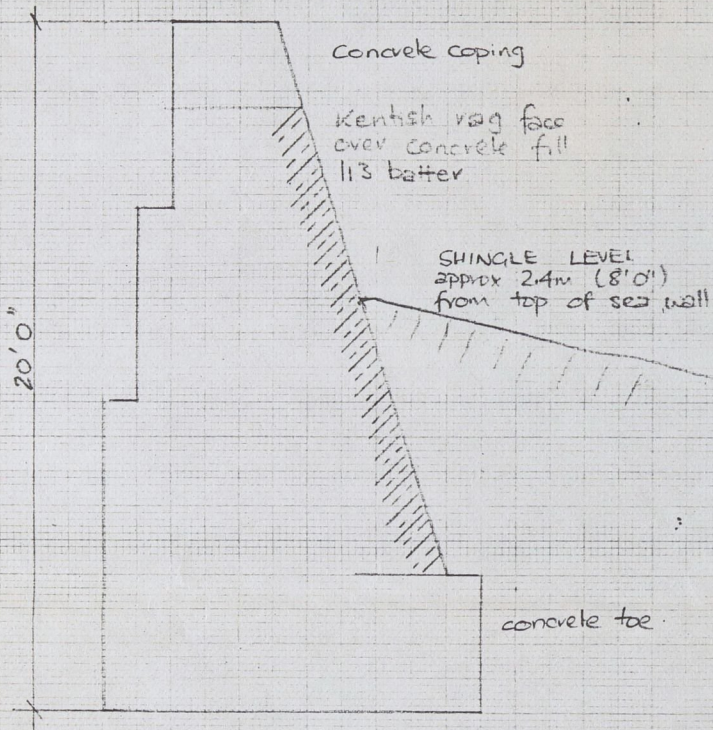 Concrete coping
Kentish rag face
over concrete fill
1:3 batter
SHINGLE LEVEL
approx 2.4m (8'0")
from top of sea wall
20'0"
concrete toe